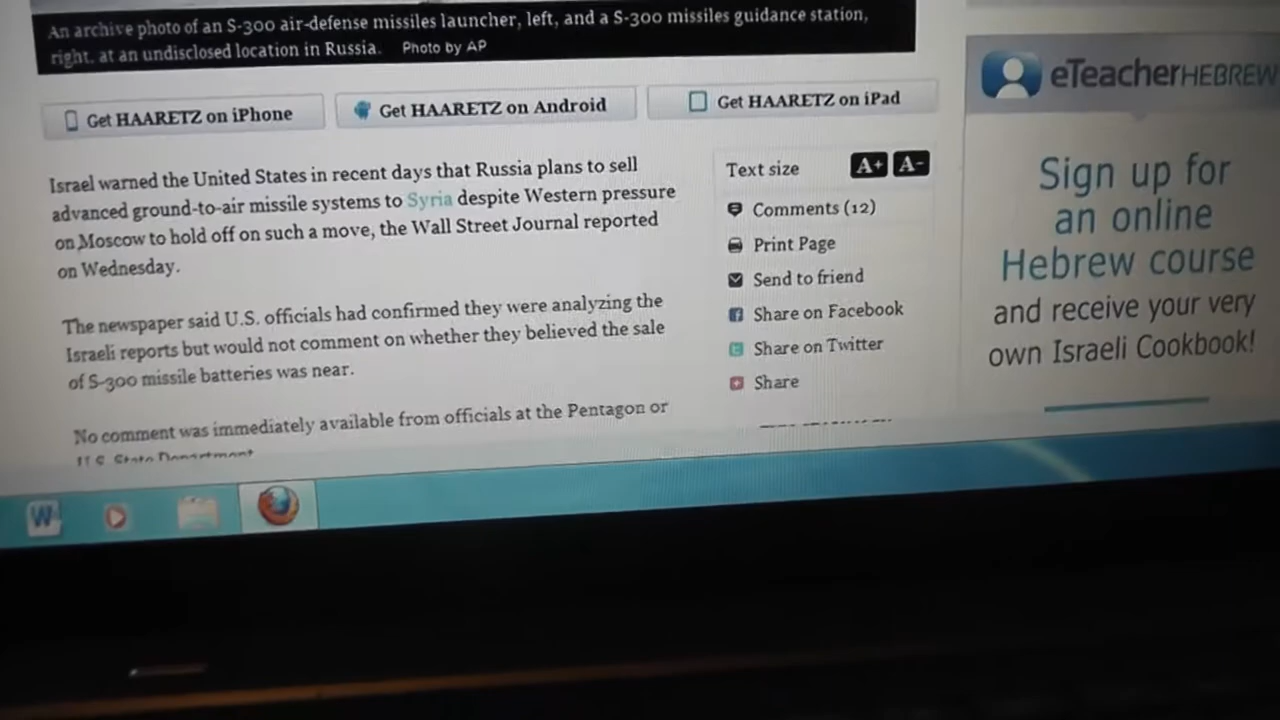 An archive photo of an S-300 air-defense missiles launcher, left, and a S-300 missiles guidance station,
right, at an undisclosed location in Russia. Photo by AP
Get HAARETZ on iPhone
Get HAARETZ on Android
Get HAARETZ on iPad
Israel warned the United States in recent days that Russia plans to sell
advanced ground-to-air missile systems to Syria despite Western pressure
on Moscow to hold off on such a move, the Wall Street Journal reported
on Wednesday.
The newspaper said U.S. officials had confirmed they were analyzing the
Israeli reports but would not comment on whether they believed the sale
of S-300 missile batteries was near.
No comment was immediately available from officials at the Pentagon or
U.S. State Department
Text size A+ A-
Comments (12)
Print Page
Send to friend
Share on Facebook
Share on Twitter
Share
eTeacherHEBREW
Sign up for
an online
Hebrew course
and receive your very
own Israeli Cookbook!
W